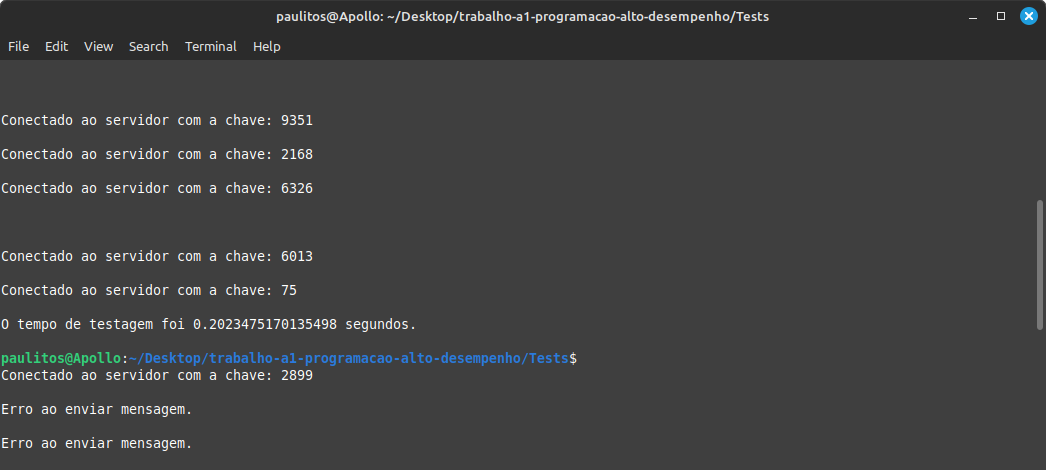 paulitos@Apollo: ~/Desktop/trabalho-a1-programacao-alto-desempenho/Tests
File Edit View Search Terminal Help
Conectado ao servidor com a chave: 9351
Conectado ao servidor com a chave: 2168
Conectado ao servidor com a chave: 6326
Conectado ao servidor com a chave: 6013
Conectado ao servidor com a chave: 75
O tempo de testagem foi 0.2023475170135498 segundos.
paulitos@Apollo:~/Desktop/trabalho-a1-programacao-alto-desempenho/Tests$
Conectado ao servidor com a chave: 2899
Erro ao enviar mensagem.
Erro ao enviar mensagem.